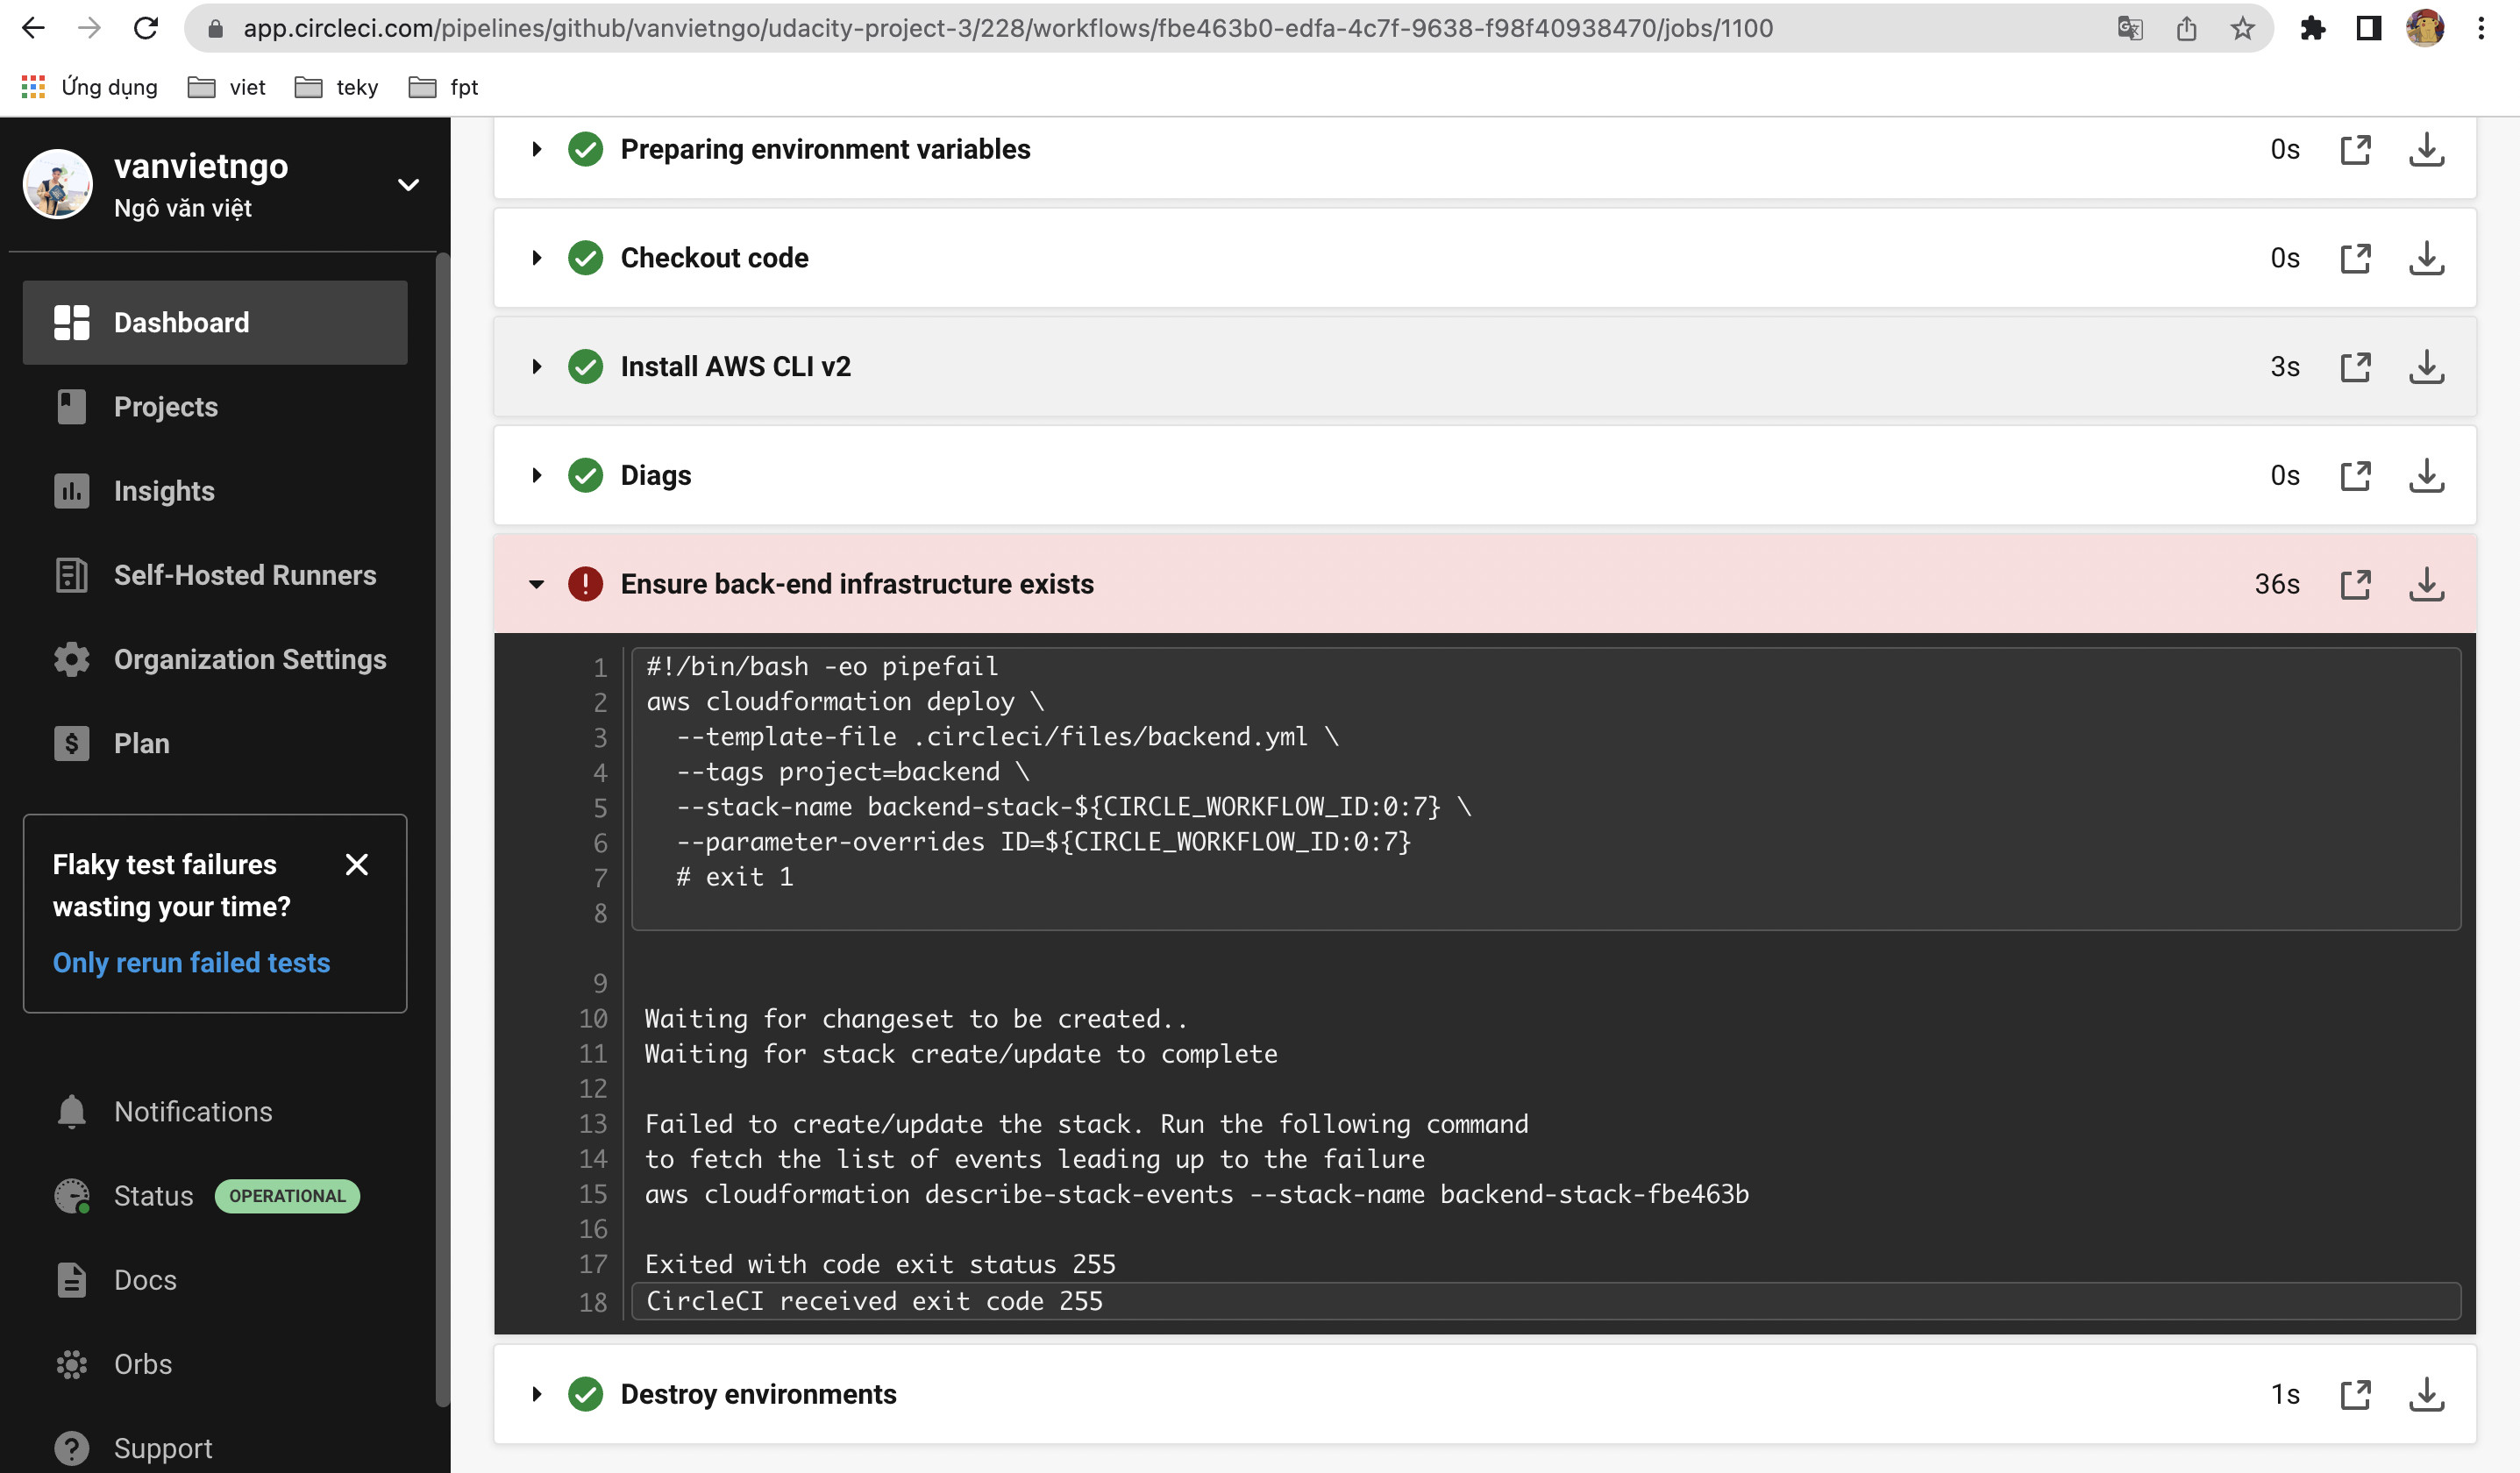 app.circleci.com/pipelines/github/vanvietngo/udacity-project-3/228/workflows/fbe463b0-edfa-4c7f-9638-f98f40938470/jobs/1100
Ứng dụng
viet
teky
fpt
vanvietngo
Ngô văn việt
Dashboard
Projects
Insights
Self-Hosted Runners
Organization Settings
Plan
Flaky test failures
wasting your time?
Only rerun failed tests
Notifications
Status OPERATIONAL
Docs
Orbs
Support
Preparing environment variables 0s
Checkout code 0s
Install AWS CLI v2 3s
Diags 0s
Ensure back-end infrastructure exists 36s
1 #!/bin/bash -eo pipefail
2 aws cloudformation deploy \
3 --template-file .circleci/files/backend.yml \
4 --tags project=backend \
5 --stack-name backend-stack-${CIRCLE_WORKFLOW_ID:0:7} \
6 --parameter-overrides ID=${CIRCLE_WORKFLOW_ID:0:7}
7 # exit 1
8
9
10 Waiting for changeset to be created..
11 Waiting for stack create/update to complete
12
13 Failed to create/update the stack. Run the following command
14 to fetch the list of events leading up to the failure
15 aws cloudformation describe-stack-events --stack-name backend-stack-fbe463b
16
17 Exited with code exit status 255
18 CircleCI received exit code 255
Destroy environments 1s